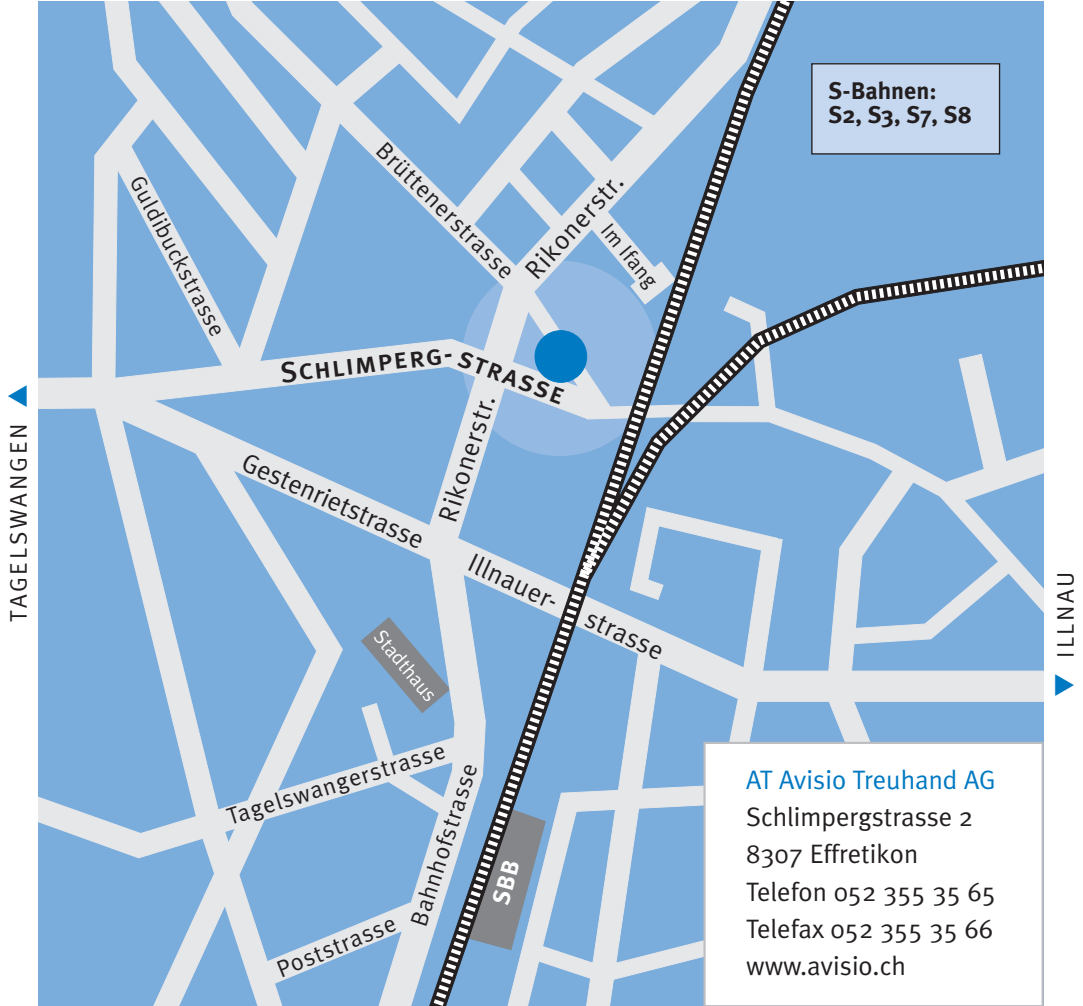 S-Bahnen:
S2, S3, S7, S8
Brüttenerstrasse
Rikonerstr.
Guldibuckstrasse
Im Ifang
SCHLIMPERG-STRASSE
TAGELSWANGEN
Rikonerstr.
Gestenrietstrasse
Illnauer-strasse
ILLNAU
Stadthaus
Tagelswangerstrasse
Bahnhofstrasse
SBB
Poststrasse
AT Avisio Treuhand AG
Schlimpergstrasse 2
8307 Effretikon
Telefon 052 355 35 65
Telefax 052 355 35 66
www.avisio.ch